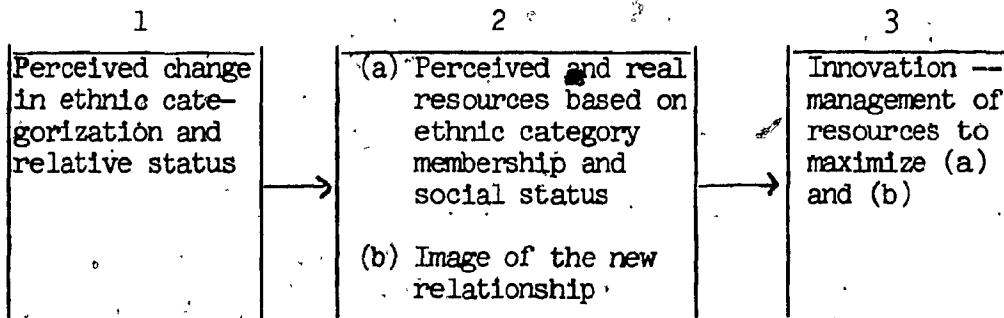 1
Perceived change
in ethnic cate-
gorization and
relative status
2
(a) Perceived and real
resources based on
ethnic category
membership and
social status
(b) Image of the new
relationship
3
Innovation --
management of
resources to
maximize (a)
and (b)